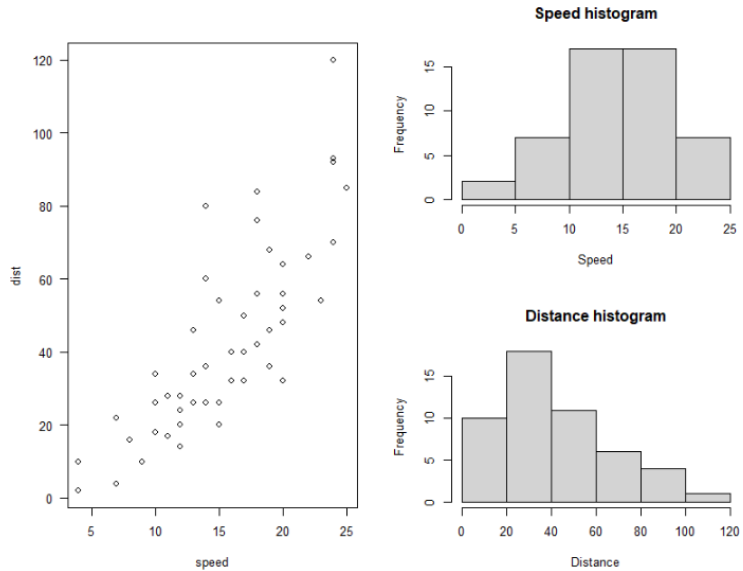 120
100
80
60
40
20
0
dist
5 10 15 20 25
speed
Speed histogram
15
10
5
0
Frequency
0 5 10 15 20 25
Speed
Distance histogram
15
10
5
0
Frequency
0 20 40 60 80 100 120
Distance